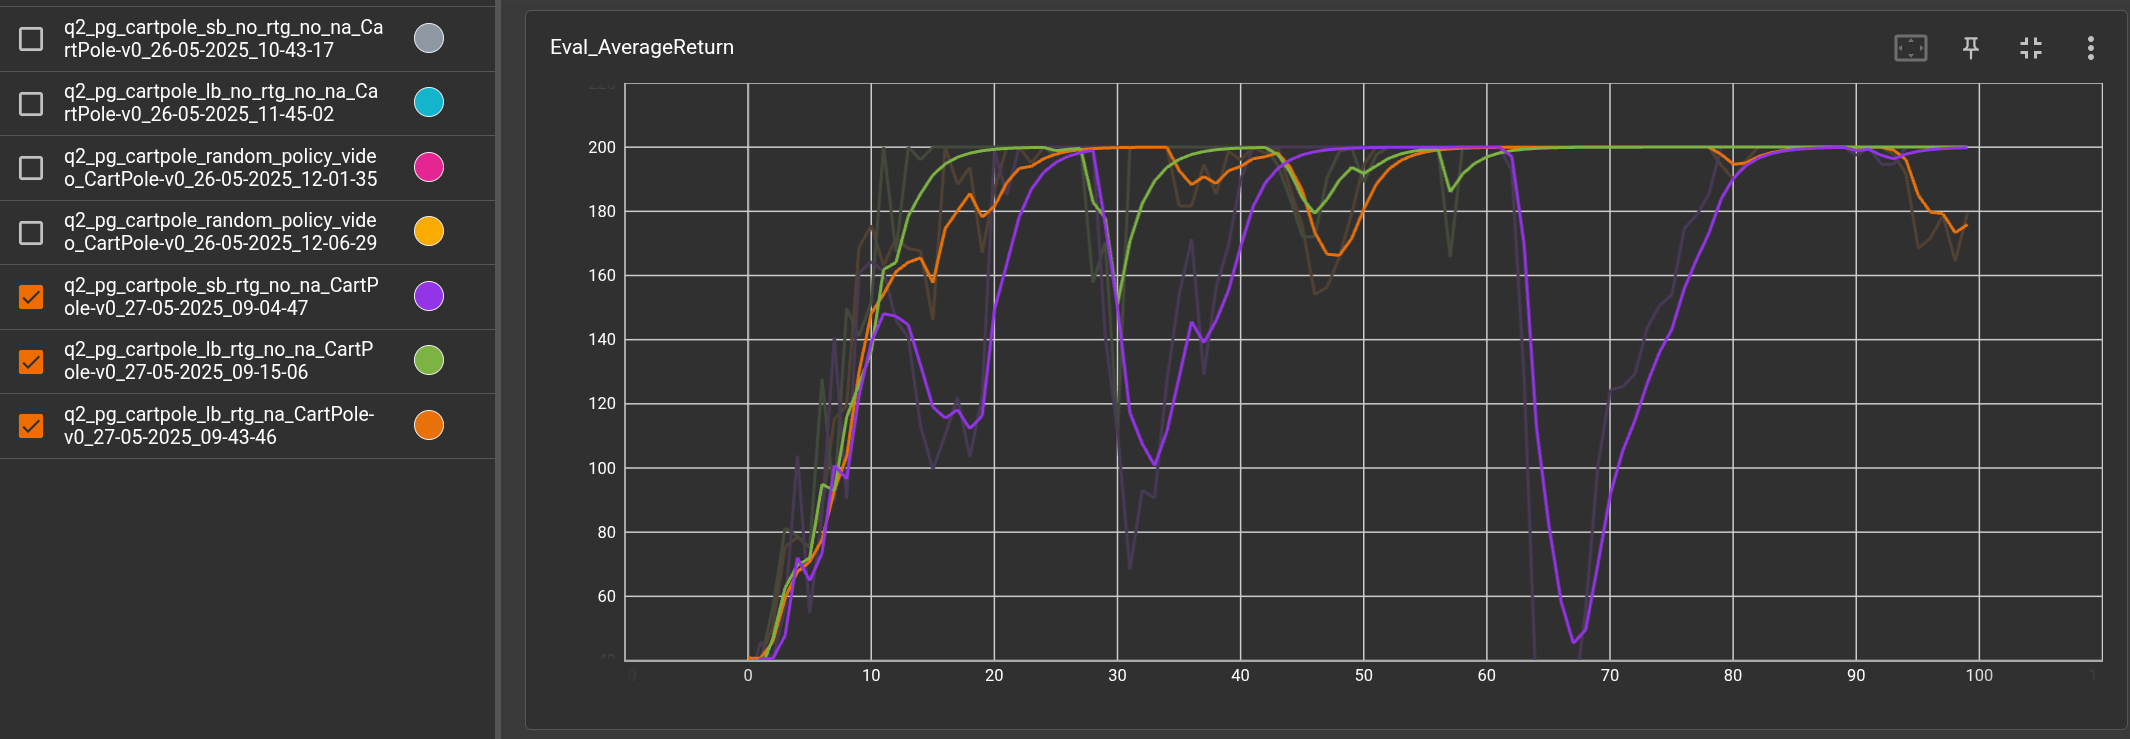 q2_pg_cartpole_sb_no_rtg_no_na_Ca
rtPole-v0_26-05-2025_10-43-17
q2_pg_cartpole_lb_no_rtg_no_na_Ca
rtPole-v0_26-05-2025_11-45-02
q2_pg_cartpole_random_policy_vide
o_CartPole-v0_26-05-2025_12-01-35
q2_pg_cartpole_random_policy_vide
o_CartPole-v0_26-05-2025_12-06-29
q2_pg_cartpole_sb_rtg_no_na_CartP
ole-v0_27-05-2025_09-04-47
q2_pg_cartpole_lb_rtg_no_na_CartP
ole-v0_27-05-2025_09-15-06
q2_pg_cartpole_lb_rtg_na_CartPole-
v0_27-05-2025_09-43-46
Eval_AverageReturn
200
180
160
140
120
100
80
60
0 10 20 30 40 50 60 70 80 90 100